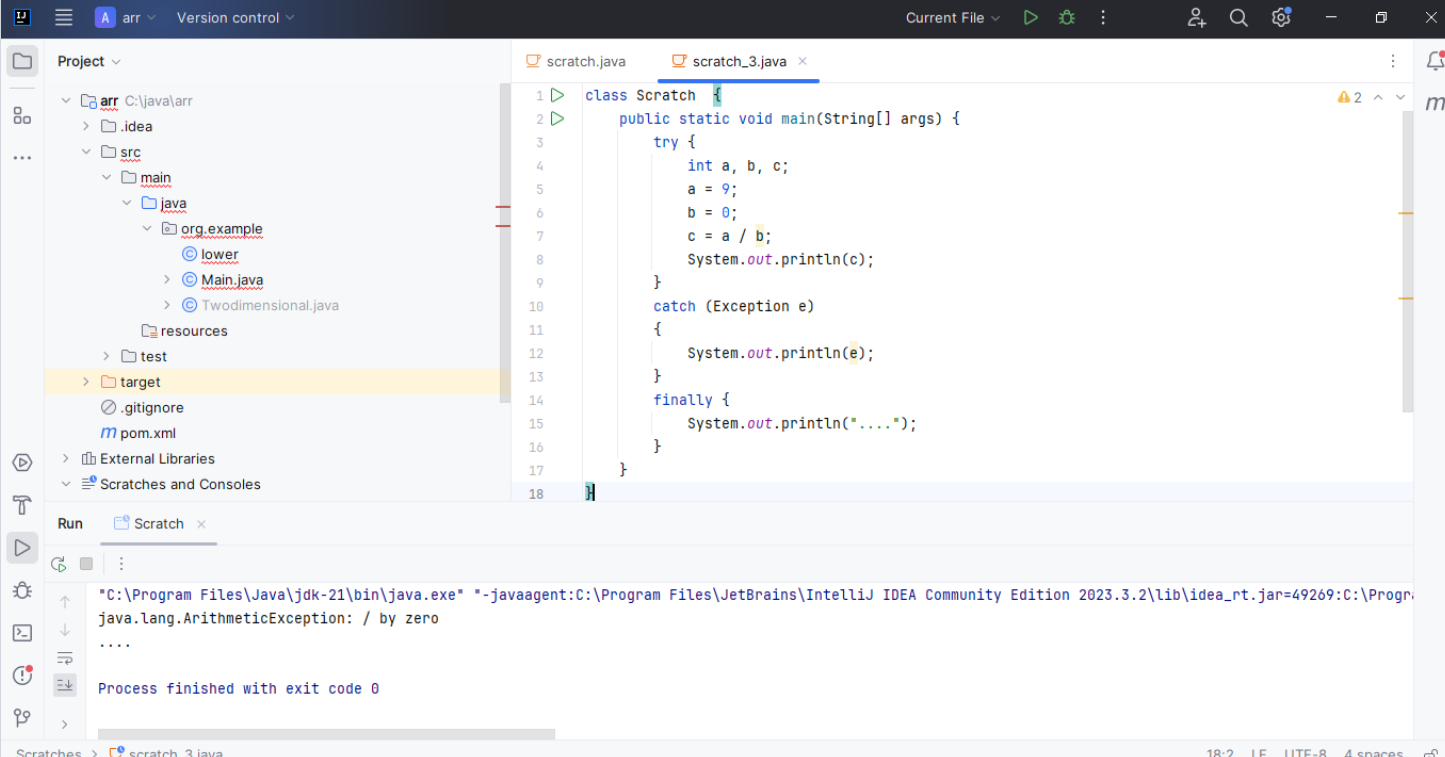 IJ
A arr Version control Current File
Project
scratch.java scratch_3.java
arr C:\java\arr
.idea
src
main
java
org.example
lower
Main.java
Twodimensional.java
resources
test
target
.gitignore
m pom.xml
External Libraries
Scratches and Consoles
2
m
1 class Scratch {
2 public static void main(String[] args) {
3 try {
4 int a, b, c;
5 a = 9;
6 b = 0;
7 c = a / b;
8 System.out.println(c);
9 }
10 catch (Exception e)
11 {
12 System.out.println(e);
13 }
14 finally {
15 System.out.println("....");
16 }
17 }
18 }
Run Scratch
"C:\Program Files\Java\jdk-21\bin\java.exe" "-javaagent:C:\Program Files\JetBrains\IntelliJ IDEA Community Edition 2023.3.2\lib\idea_rt.jar=49269:C:\Progra
java.lang.ArithmeticException: / by zero
....
Process finished with exit code 0
Scratches > scratch_3.java 18:2 LF UTF-8 4 spaces